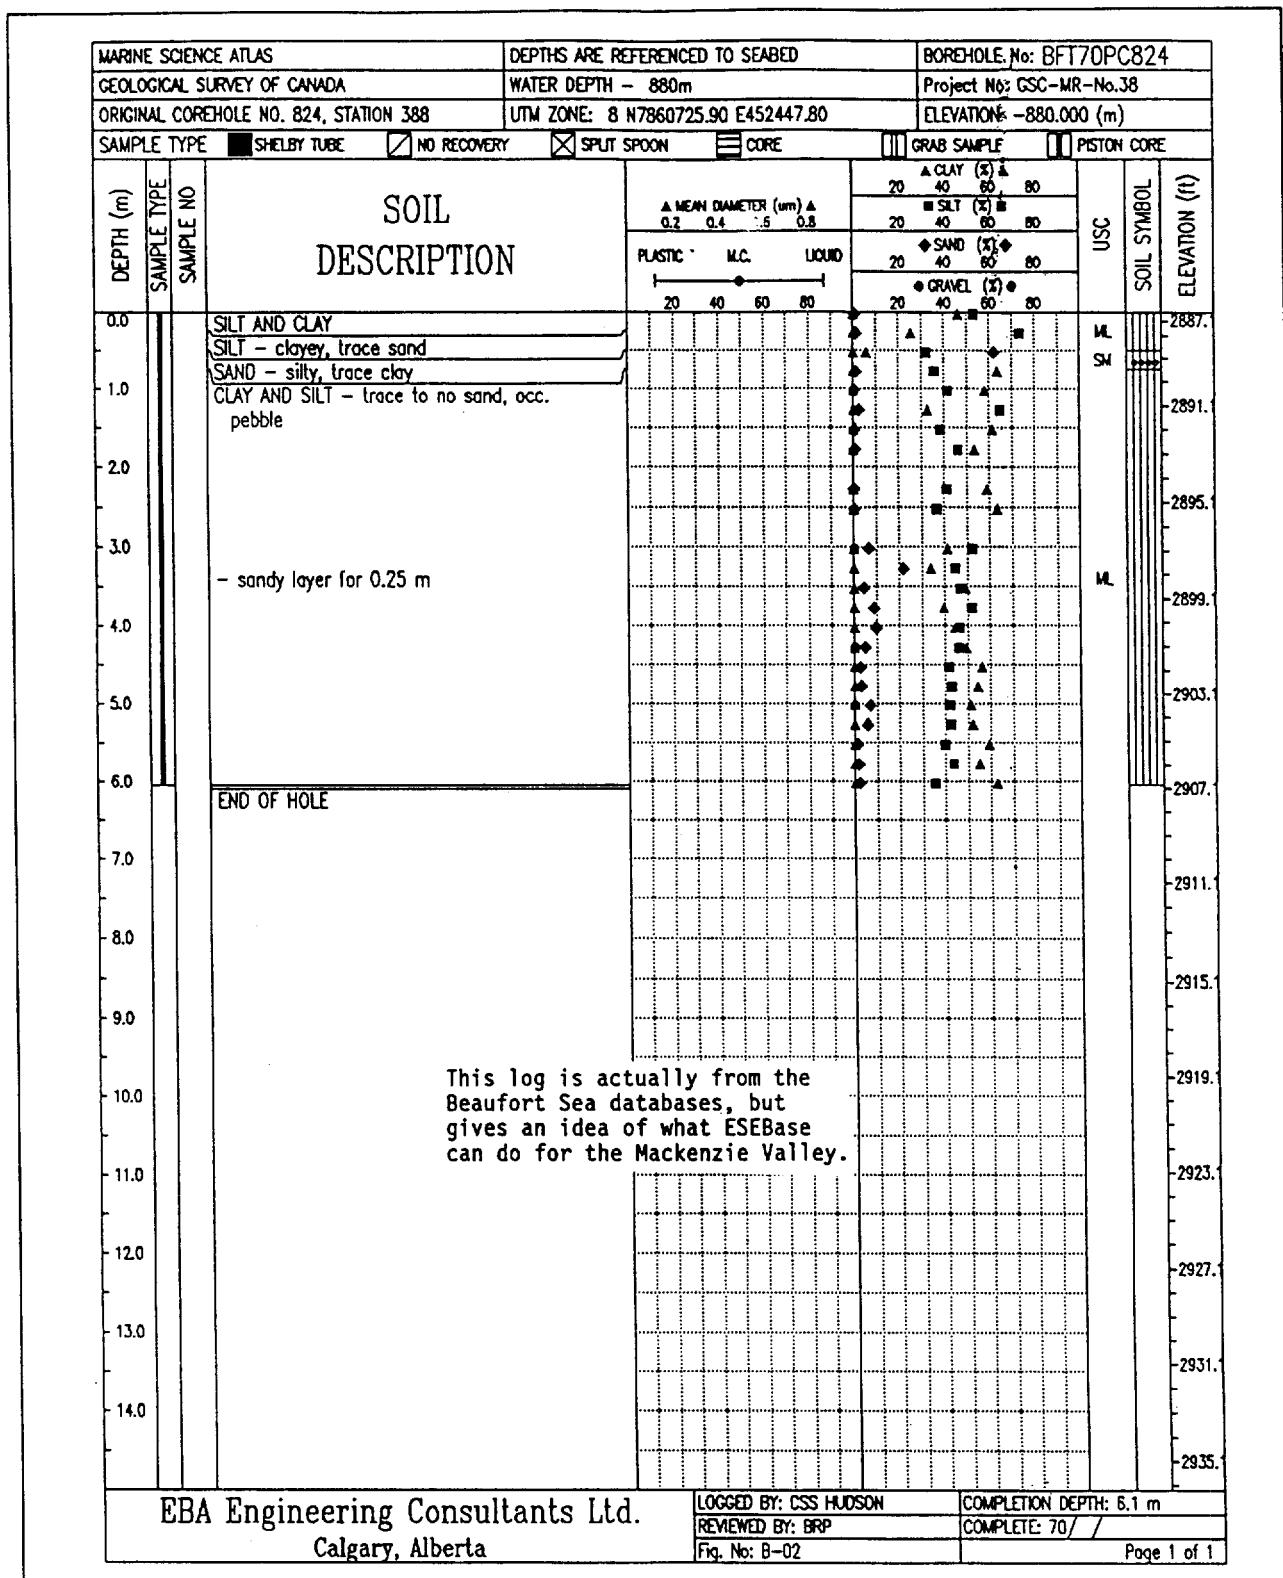 MARINE SCIENCE ATLAS
DEPTHS ARE REFERENCED TO SEABED
BOREHOLE No: BFT70PC824
GEOLOGICAL SURVEY OF CANADA
WATER DEPTH - 880m
Project No: GSC-MR-No.38
ORIGINAL COREHOLE NO. 824, STATION 388
UTM ZONE: 8 N7860725.90 E452447.80
ELEVATION: -880.000 (m)
SAMPLE TYPE SHELBY TUBE NO RECOVERY SPLIT SPOON CORE GRAB SAMPLE PISTON CORE
DEPTH (m)
SAMPLE TYPE
SAMPLE NO
SOIL
DESCRIPTION
▲ MEAN DIAMETER (um) ▲
0.2 0.4 .6 0.8
PLASTIC M.C. LIQUID
20 40 60 80
▲ CLAY (%) ▲
20 40 60 80
■ SILT (%) ■
20 40 60 80
◆ SAND (%) ◆
20 40 60 80
● GRAVEL (%) ●
20 40 60 80
USC
SOIL SYMBOL
ELEVATION (ft)
0.0
1.0
2.0
3.0
4.0
5.0
6.0
7.0
8.0
9.0
10.0
11.0
12.0
13.0
14.0
SILT AND CLAY
SILT - clayey, trace sand
SAND - silty, trace clay
CLAY AND SILT - trace to no sand, occ.
pebble
- sandy layer for 0.25 m
END OF HOLE
ML
SM
ML
-2887.
-2891.1
-2895.1
-2899.1
-2903.1
-2907.1
-2911.1
-2915.1
-2919.1
-2923.1
-2927.1
-2931.1
-2935.1
This log is actually from the
Beaufort Sea databases, but
gives an idea of what ESEBase
can do for the Mackenzie Valley.
EBA Engineering Consultants Ltd.
Calgary, Alberta
LOGGED BY: CSS HUDSON
COMPLETION DEPTH: 6.1 m
REVIEWED BY: BRP
COMPLETE: 70/ /
Fig. No: B-02
Page 1 of 1